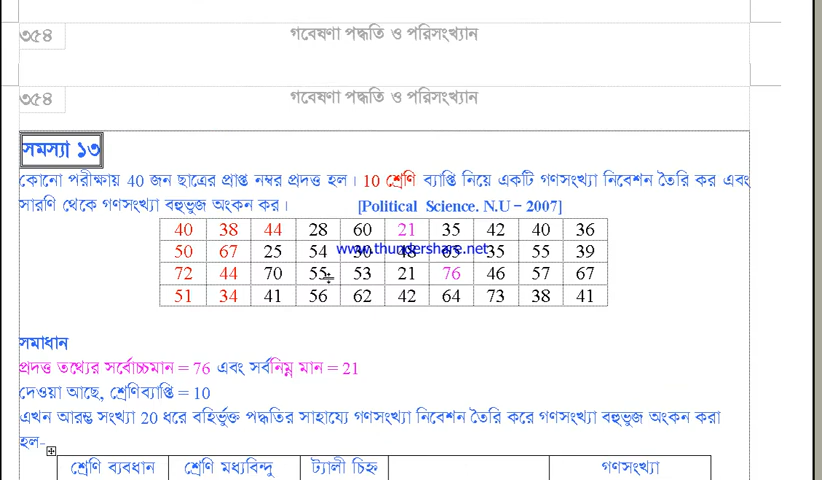 ৩৫৪ গবেষণা পদ্ধতি ও পরিসংখ্যান
৩৫৪ গবেষণা পদ্ধতি ও পরিসংখ্যান
সমস্যা ১৩
কোনো পরীক্ষায় 40 জন ছাত্রের প্রাপ্ত নম্বর প্রদত্ত হল। 10 শ্রেণি ব্যাপ্তি নিয়ে একটি গণসংখ্যা নিবেশন তৈরি কর এবং
সারণি থেকে গণসংখ্যা বহুভুজ অংকন কর। [Political Science. N.U – 2007]
40 38 44 28 60 21 35 42 40 36
50 67 25 54 30 48 65 35 55 39
www.thundershare.net
72 44 70 55 53 21 76 46 57 67
51 34 41 56 62 42 64 73 38 41
সমাধান
প্রদত্ত তথ্যের সর্বোচ্চমান = 76 এবং সর্বনিম্ন মান = 21
দেওয়া আছে, শ্রেণিব্যাপ্তি = 10
এখন আরম্ভ সংখ্যা 20 ধরে বহির্ভুক্ত পদ্ধতির সাহায্যে গণসংখ্যা নিবেশন তৈরি করে গণসংখ্যা বহুভুজ অংকন করা
হল-
শ্রেণি ব্যবধান শ্রেণি মধ্যবিন্দু ট্যালী চিহ্ন গণসংখ্যা